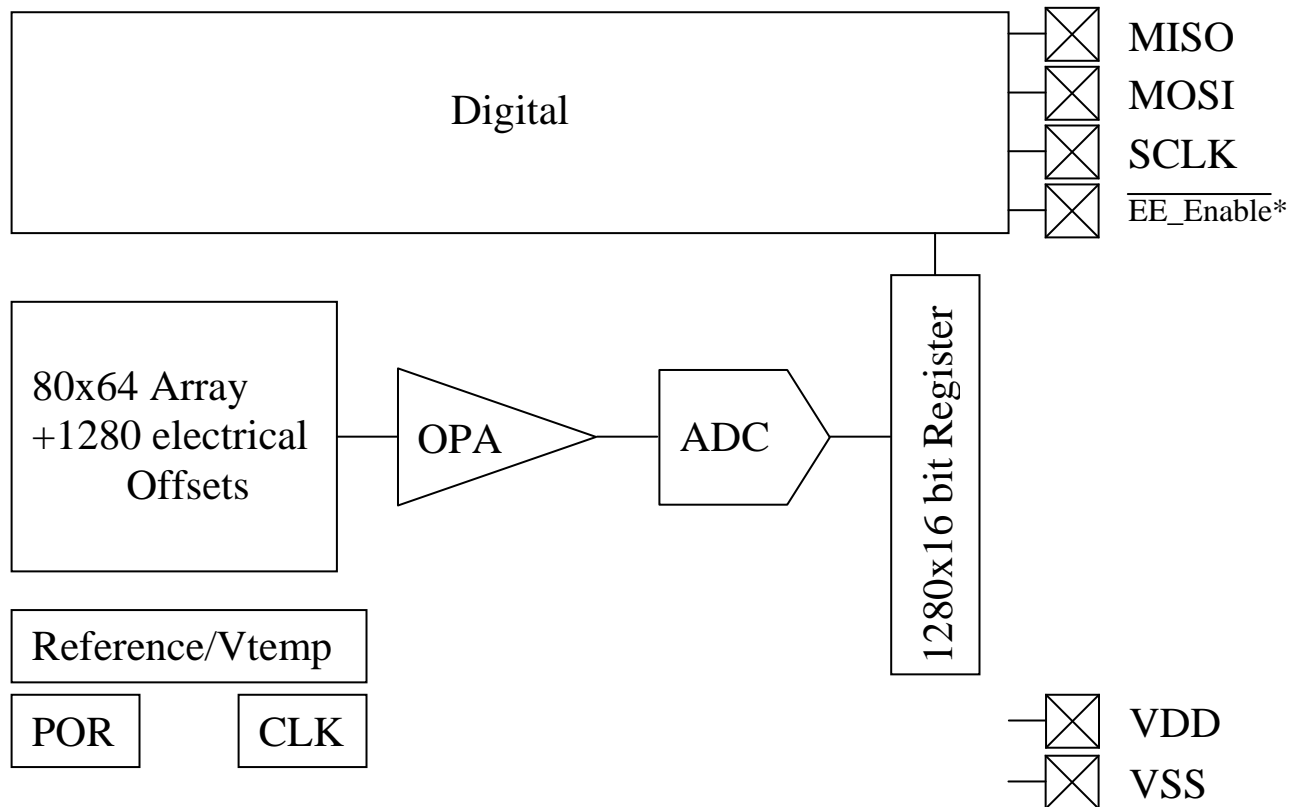 Digital
MISO
MOSI
SCLK
EE_Enable*
80x64 Array
+1280 electrical
Offsets
OPA
ADC
1280x16 bit Register
Reference/Vtemp
POR
CLK
VDD
VSS